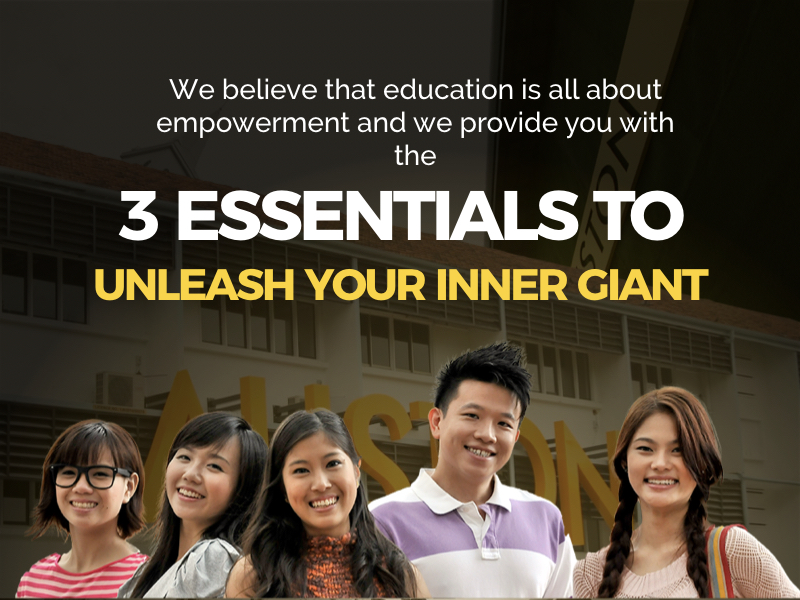 We believe that education is all about
empowerment and we provide you with
the
3 ESSENTIALS TO
UNLEASH YOUR INNER GIANT
AUSTON